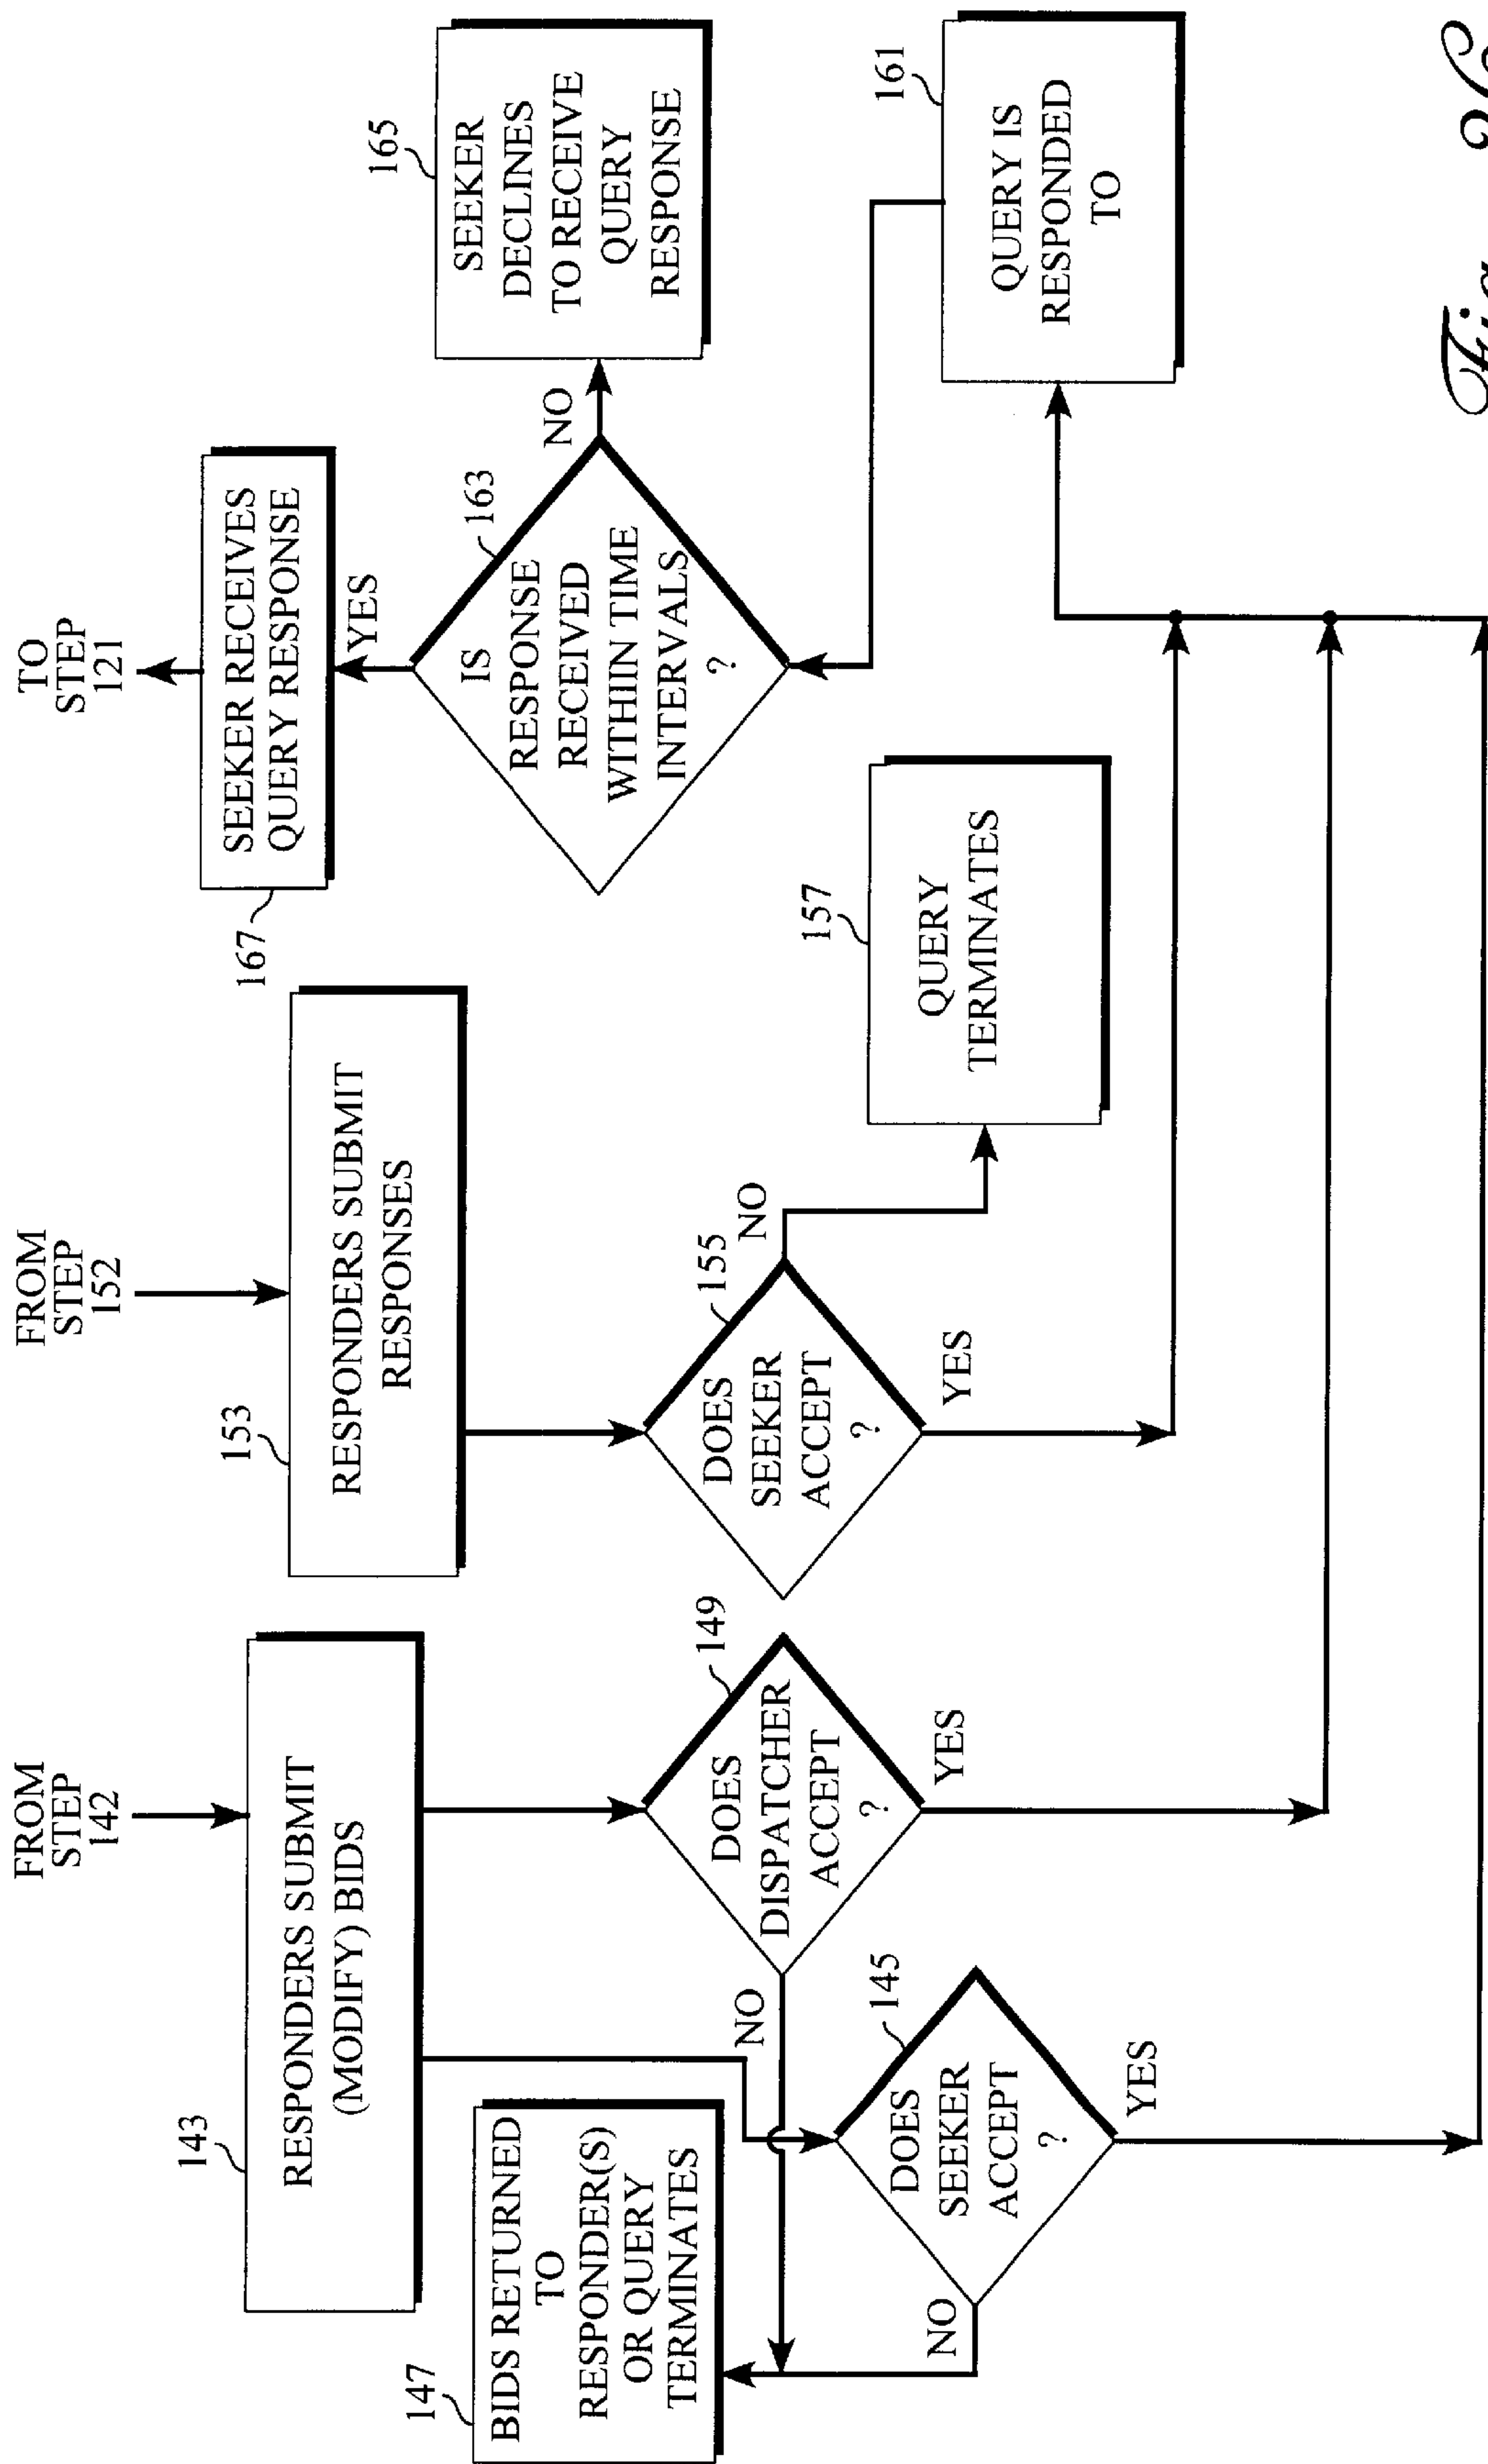 FROM
STEP
142
143
RESPONDERS SUBMIT
(MODIFY) BIDS
147
BIDS RETURNED
TO
RESPONDER(S)
OR QUERY
TERMINATES
149
DOES
DISPATCHER
ACCEPT
?
NO
YES
145
DOES
SEEKER
ACCEPT
?
NO
YES
FROM
STEP
152
153
RESPONDERS SUBMIT
RESPONSES
155
DOES
SEEKER
ACCEPT
?
NO
YES
157
QUERY
TERMINATES
TO
STEP
121
167
SEEKER RECEIVES
QUERY RESPONSE
YES
163
IS
RESPONSE
RECEIVED
WITHIN TIME
INTERVALS
?
NO
165
SEEKER
DECLINES
TO RECEIVE
QUERY
RESPONSE
161
QUERY IS
RESPONDED
TO